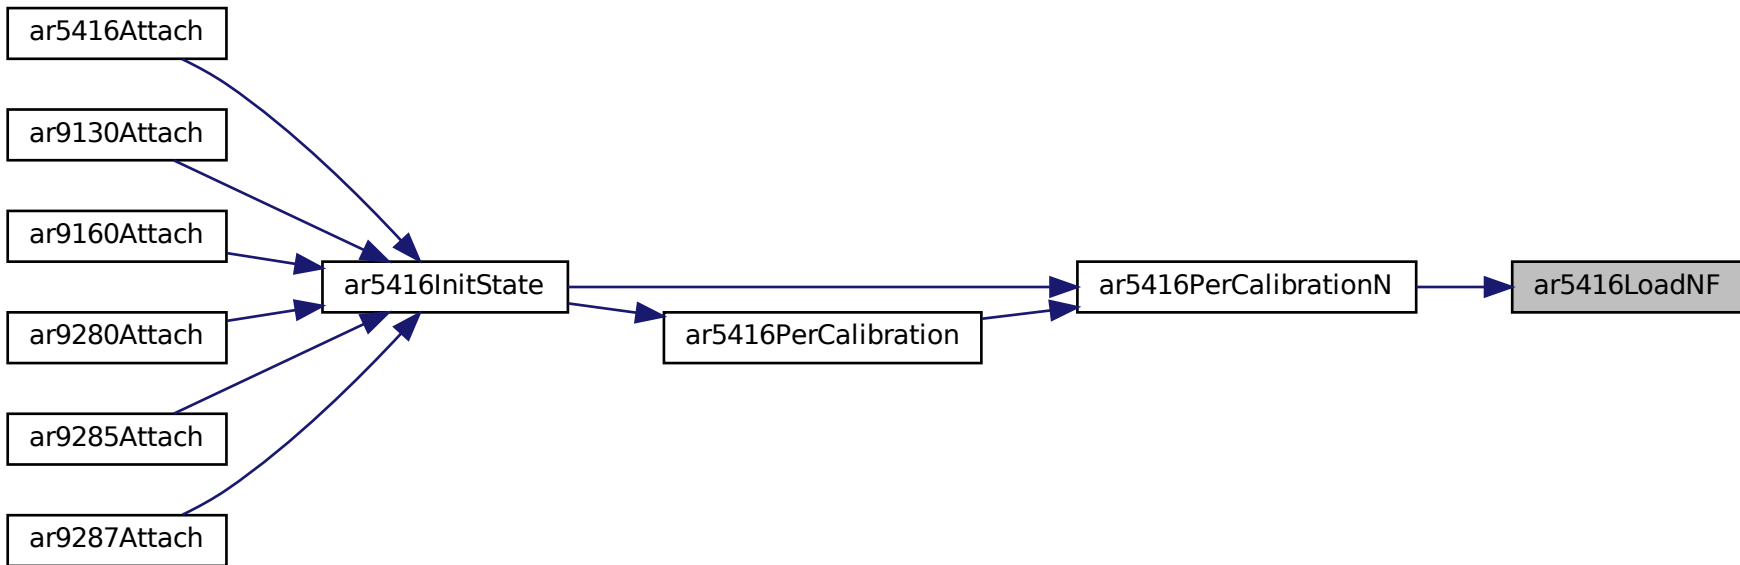 ar5416Attach
ar9130Attach
ar9160Attach
ar5416InitState
ar5416PerCalibrationN
ar5416LoadNF
ar9280Attach
ar5416PerCalibration
ar9285Attach
ar9287Attach